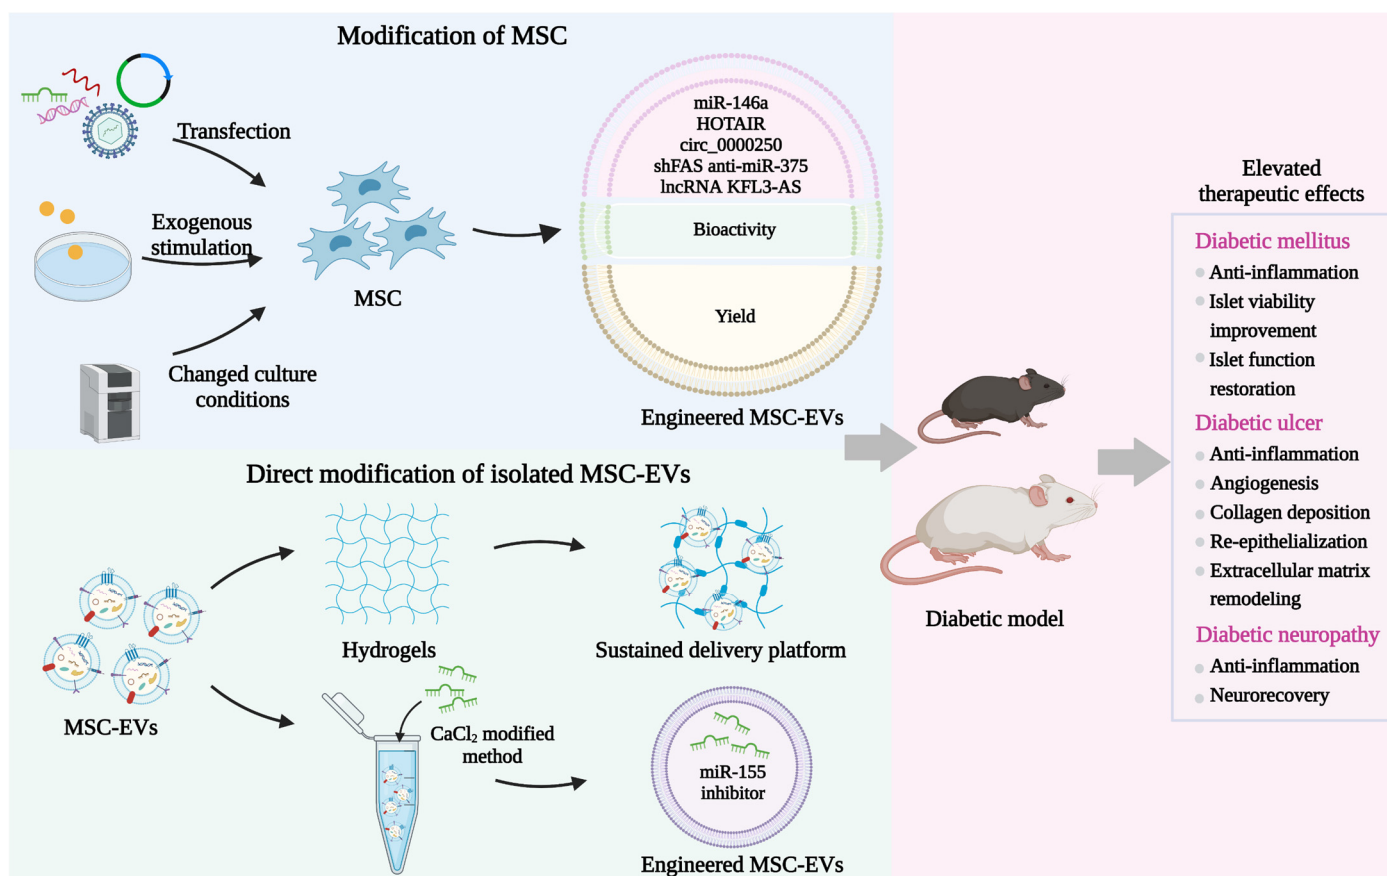 Modification of MSC
Transfection
Exogenous
stimulation
Changed culture
conditions
MSC
miR-146a
HOTAIR
circ_0000250
shFAS anti-miR-375
lncRNA KFL3-AS
Bioactivity
Yield
Engineered MSC-EVs
Direct modification of isolated MSC-EVs
MSC-EVs
Hydrogels
Sustained delivery platform
CaCl₂ modified
method
miR-155
inhibitor
Engineered MSC-EVs
Diabetic model
Elevated
therapeutic effects
Diabetic mellitus
Anti-inflammation
Islet viability
improvement
Islet function
restoration
Diabetic ulcer
Anti-inflammation
Angiogenesis
Collagen deposition
Re-epithelialization
Extracellular matrix
remodeling
Diabetic neuropathy
Anti-inflammation
Neurorecovery